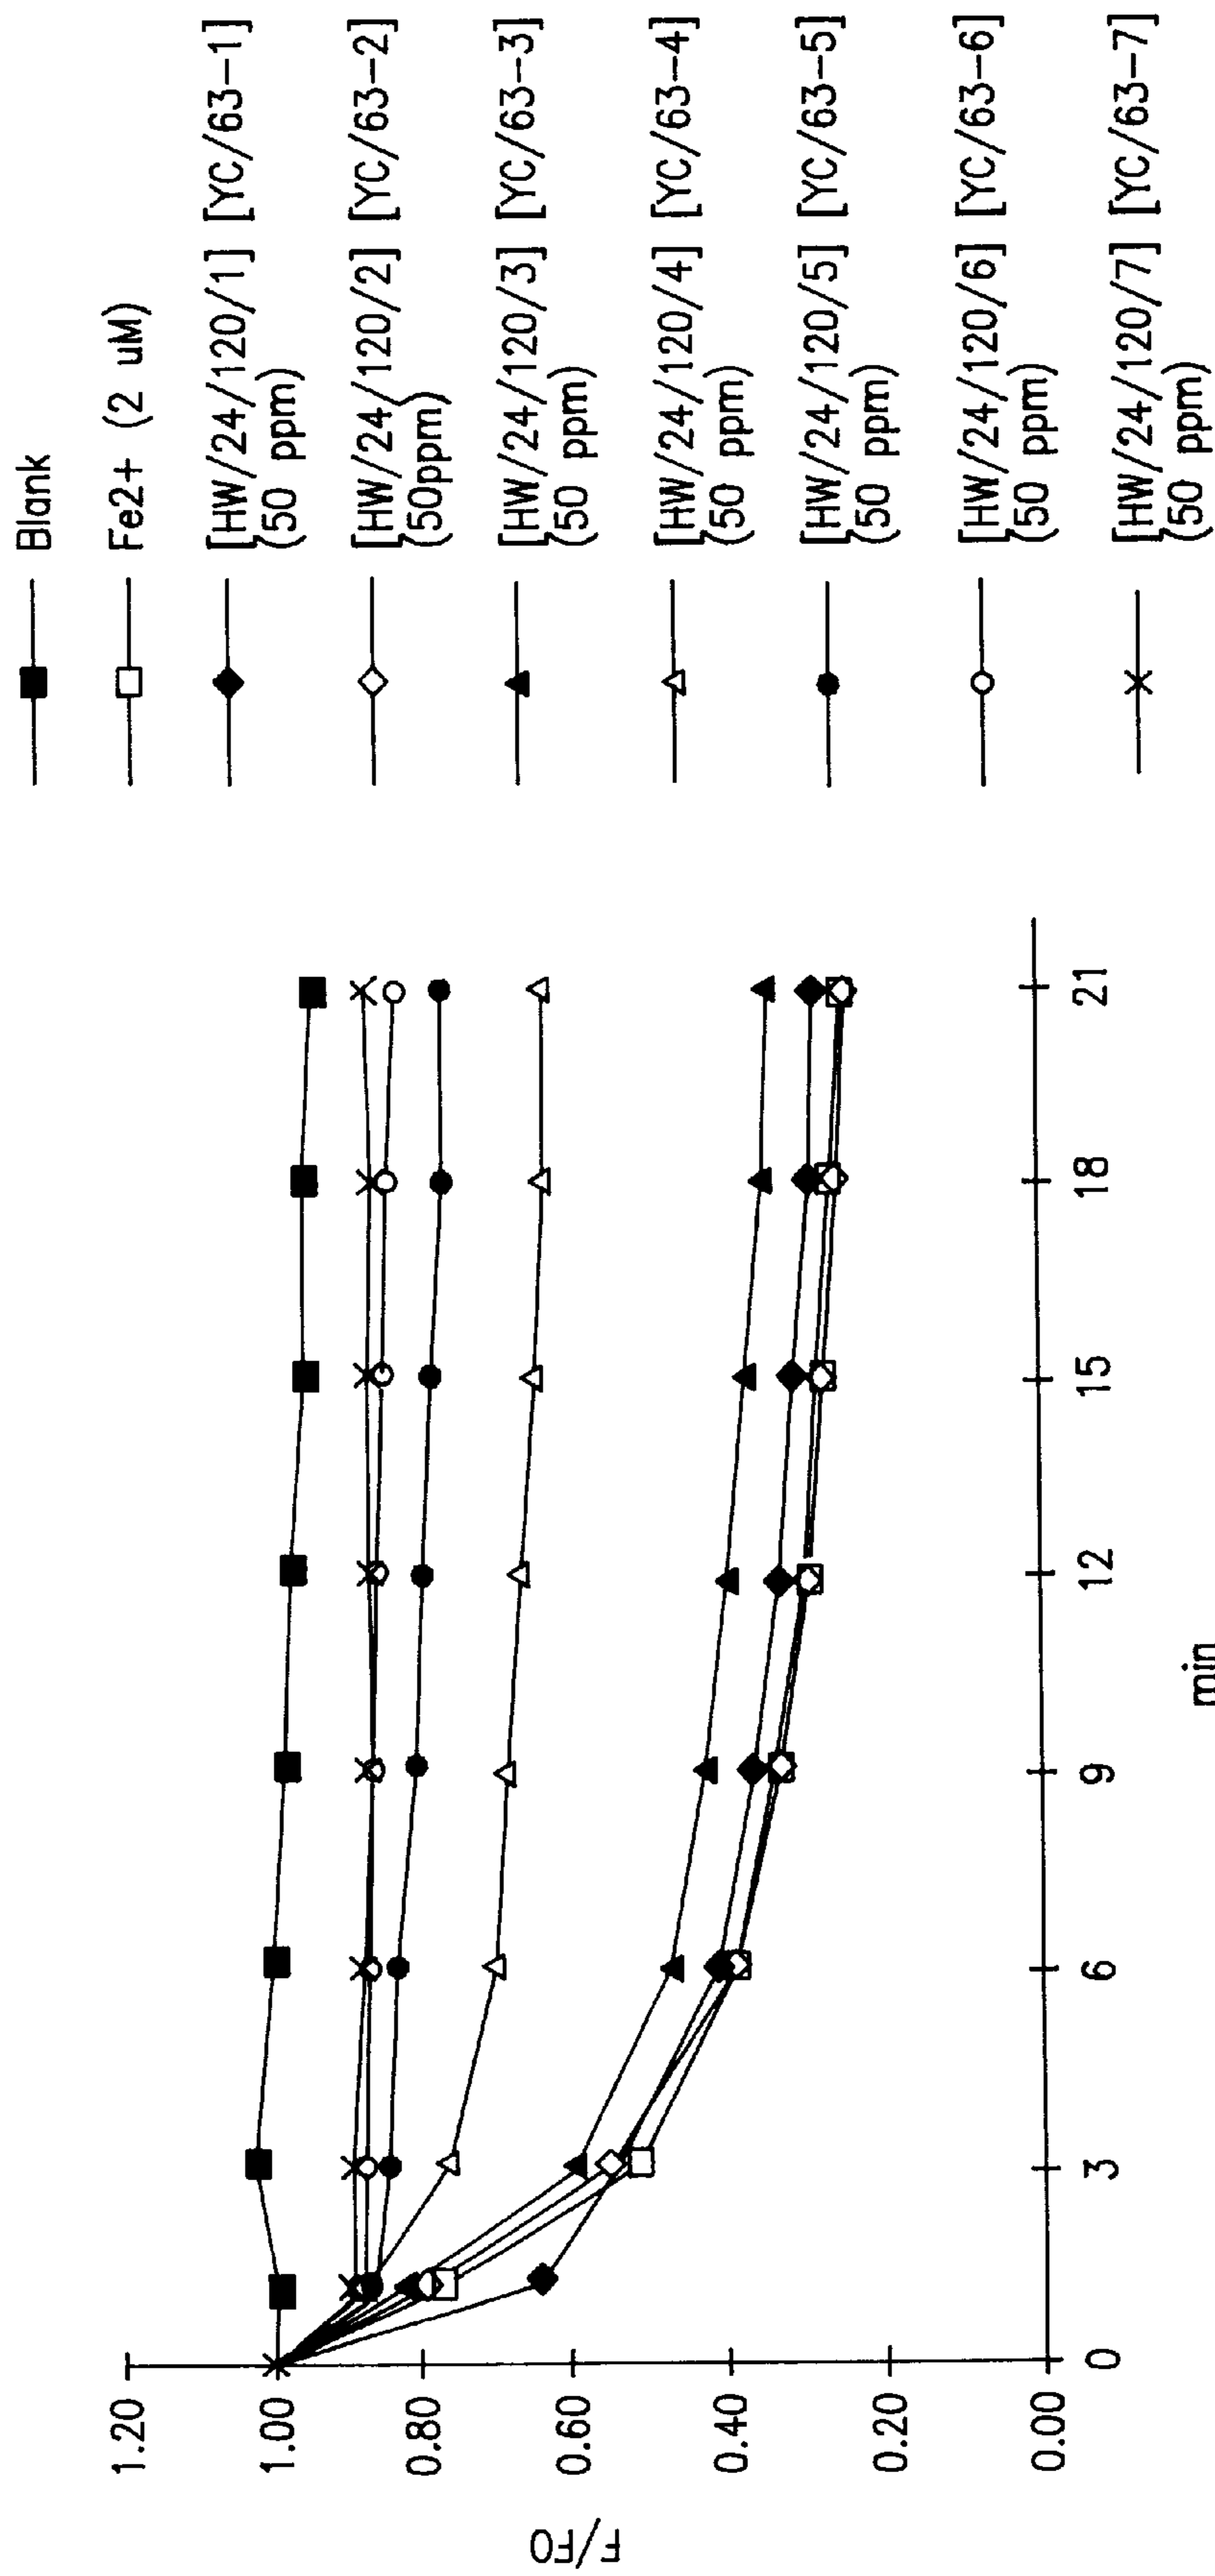 F/F0
1.20
1.00
0.80
0.60
0.40
0.20
0.00
0 3 6 9 12 15 18 21
min
Blank
Fe2+ (2 uM)
[HW/24/120/1] [YC/63-1]
(50 ppm)
[HW/24/120/2] [YC/63-2]
(50ppm)
[HW/24/120/3] [YC/63-3]
(50 ppm)
[HW/24/120/4] [YC/63-4]
(50 ppm)
[HW/24/120/5] [YC/63-5]
(50 ppm)
[HW/24/120/6] [YC/63-6]
(50 ppm)
[HW/24/120/7] [YC/63-7]
(50 ppm)